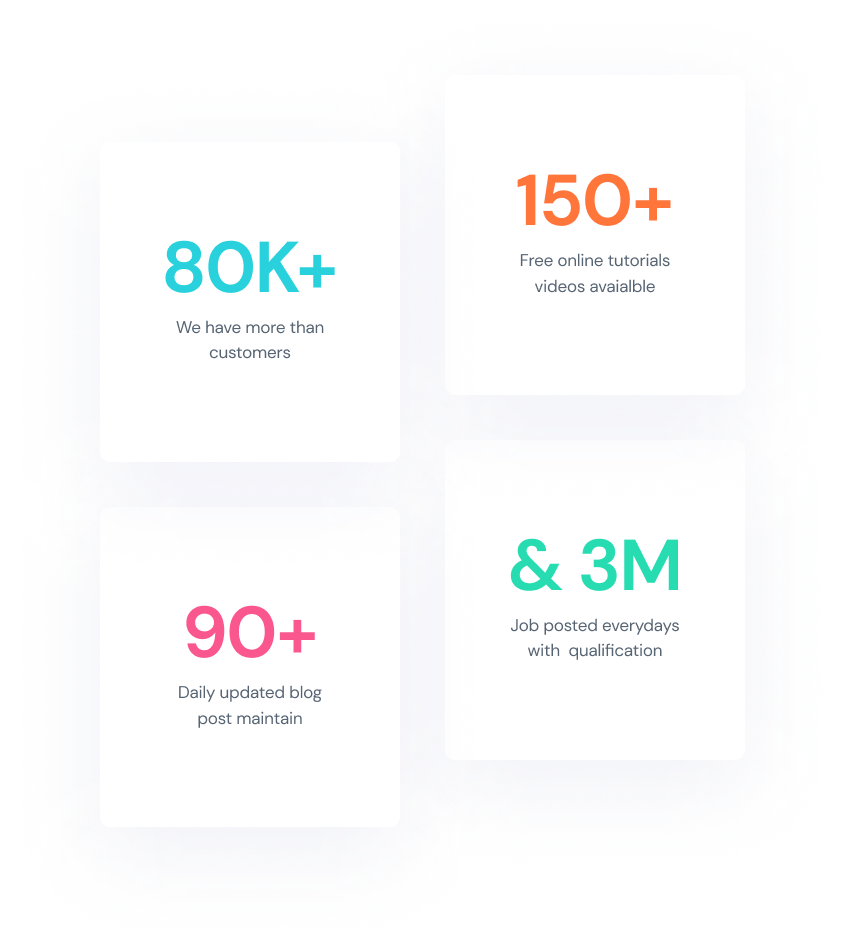 80K+
We have more than
customers
150+
Free online tutorials
videos avaialble
90+
Daily updated blog
post maintain
& 3M
Job posted everydays
with  qualification